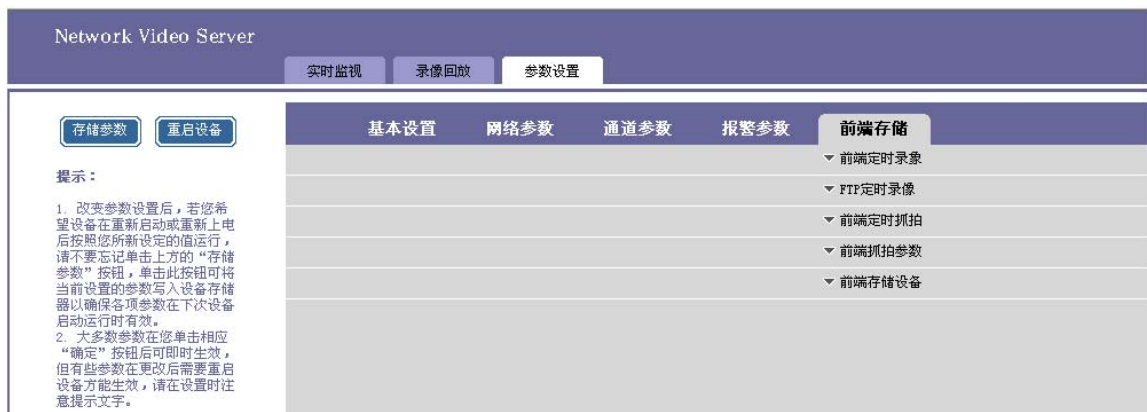 Network Video Server
实时监视 录像回放 参数设置
存储参数 重启设备
基本设置 网络参数 通道参数 报警参数 前端存储
前端定时录象
FTP定时录像
前端定时抓拍
前端抓拍参数
前端存储设备
提示：
1. 改变参数设置后，若您希
望设备在重新启动或重新上电
后按照您所新设定的值运行，
请不要忘记单击上方的“存储
参数”按钮，单击此按钮可将
当前设置的参数写入设备存储
器以确保各项参数在下次设备
启动运行时有效。
2. 大多数参数在您单击相应
“确定”按钮后可即时生效，
但有些参数在更改后需要重启
设备方能生效，请在设置时注
意提示文字。